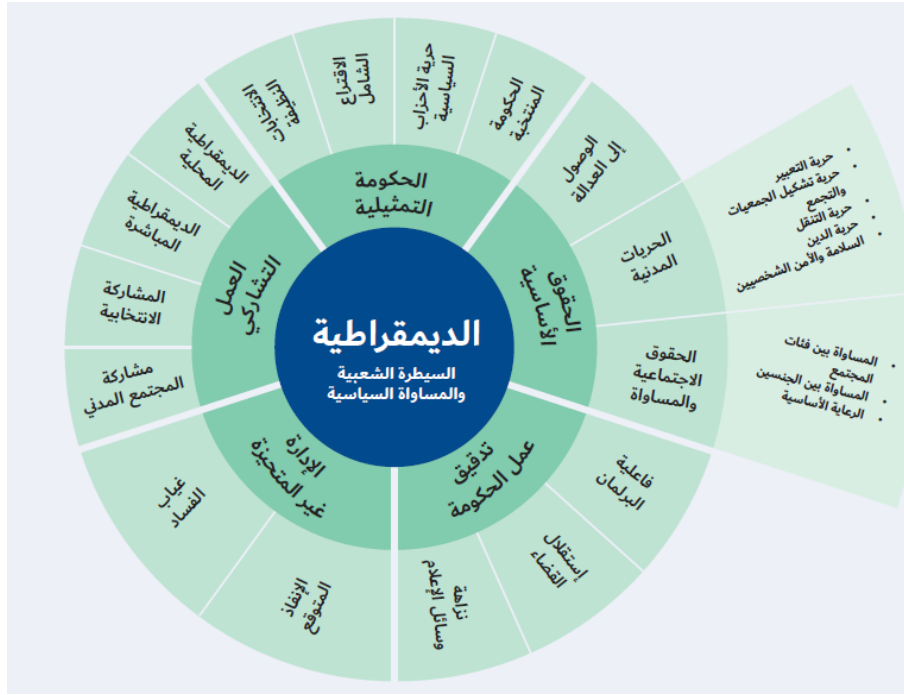 الديمقراطية
السيطرة الشعبية
والمساواة السياسية
الحكومة
التمثيلية
الانتخابات
النظيفة
الاقتراع
الشامل
حرية الأحزاب
السياسية
الحكومة
المنتخبة
الحقوق
الأساسية
الوصول
إلى العدالة
الحريات
المدنية
حرية التعبير
حرية تشكيل الجمعيات
والتجمع
حرية التنقل
حرية الدين
السلامة والأمن الشخصيين
الحقوق
الاجتماعية
والمساواة
المساواة بين فئات
المجتمع
المساواة بين الجنسين
الرعاية الأساسية
تدقيق
عمل الحكومة
فاعلية
البرلمان
إستقلال
القضاء
نزاهة
وسائل الإعلام
الإدارة
غير المتحيزة
الإنفاذ
المتوقع
غياب
الفساد
العمل
التشاركي
مشاركة
المجتمع المدني
المشاركة
الانتخابية
الديمقراطية
المباشرة
الديمقراطية
المحلية